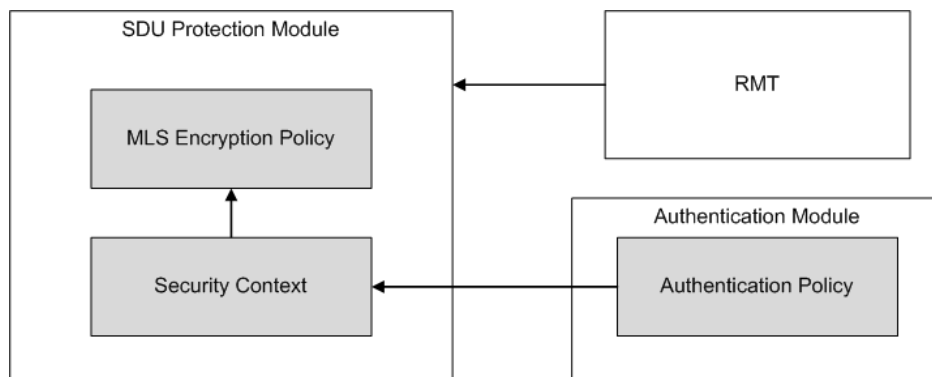 SDU Protection Module
MLS Encryption Policy
Security Context
RMT
Authentication Module
Authentication Policy